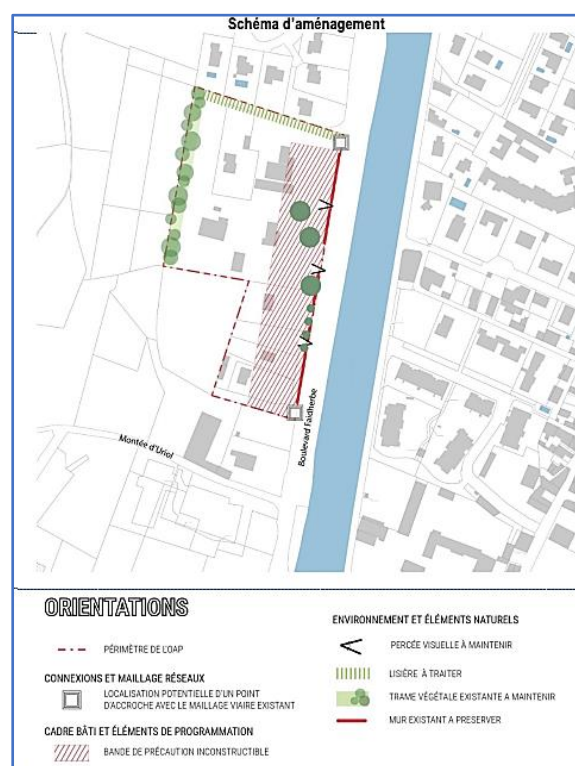 Schéma d'aménagement
Boulevard Faidherbe
Montée d'Uriol
ORIENTATIONS
PÉRIMÈTRE DE L'OAP
CONNEXIONS ET MAILLAGE RÉSEAUX
LOCALISATION POTENTIELLE D'UN POINT
D'ACCROCHE AVEC LE MAILLAGE VIAIRE EXISTANT
CADRE BÂTI ET ÉLÉMENTS DE PROGRAMMATION
BANDE DE PRÉCAUTION INCONSTRUCTIBLE
ENVIRONNEMENT ET ÉLÉMENTS NATURELS
PERCÉE VISUELLE À MAINTENIR
LISIÈRE À TRAITER
TRAME VÉGÉTALE EXISTANTE A MAINTENIR
MUR EXISTANT A PRESERVER